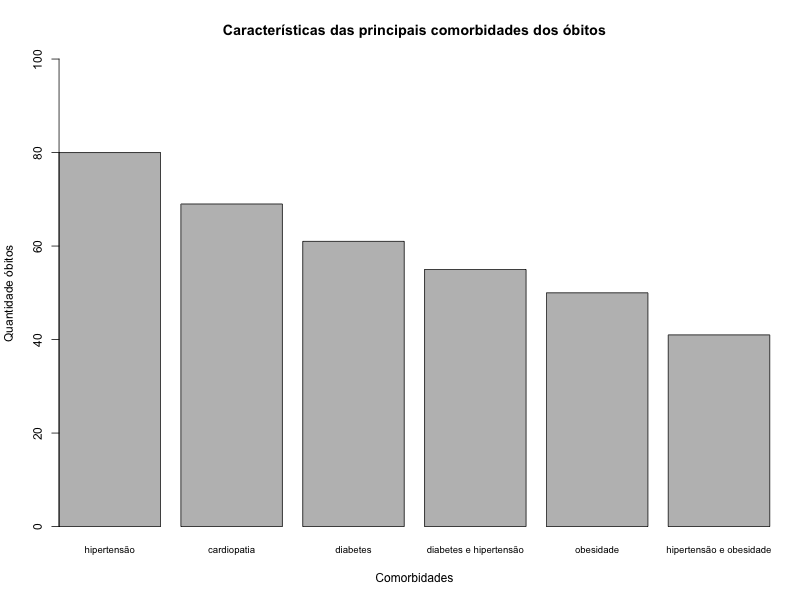 Características das principais comorbidades dos óbitos
Quantidade óbitos
100
80
60
40
20
0
hipertensão
cardiopatia
diabetes
diabetes e hipertensão
obesidade
hipertensão e obesidade
Comorbidades